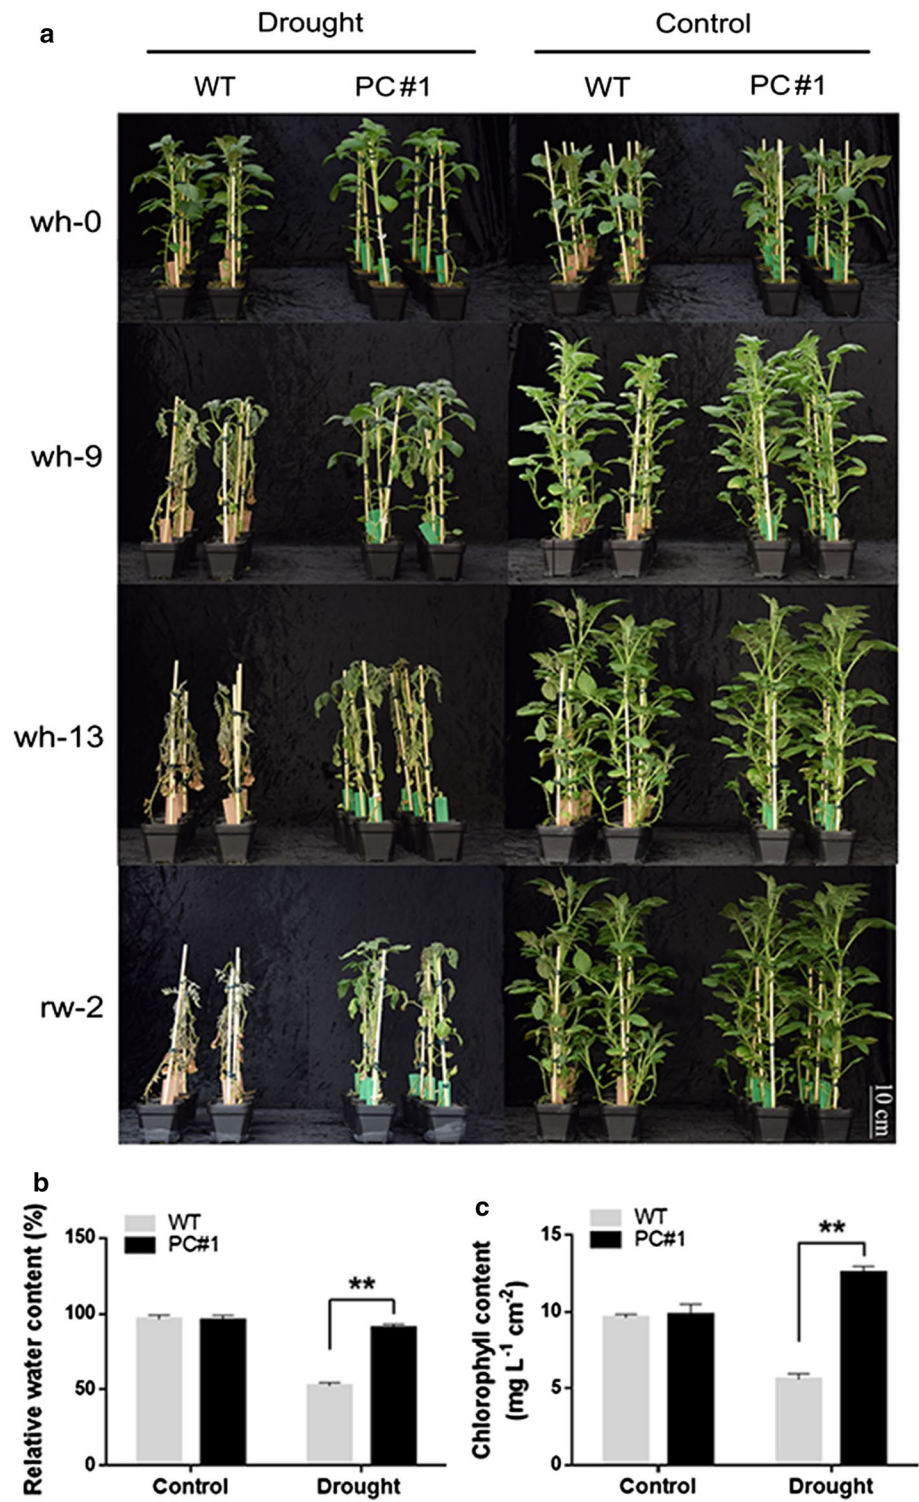 a
Drought Control
WT PC#1 WT PC#1
wh-0
wh-9
wh-13
rw-2
10 cm
b
Relative water content (%)
WT
PC#1
150
100
50
0
**
Control Drought
c
Chlorophyll content
(mg L⁻¹ cm⁻²)
WT
PC#1
15
10
5
0
**
Control Drought